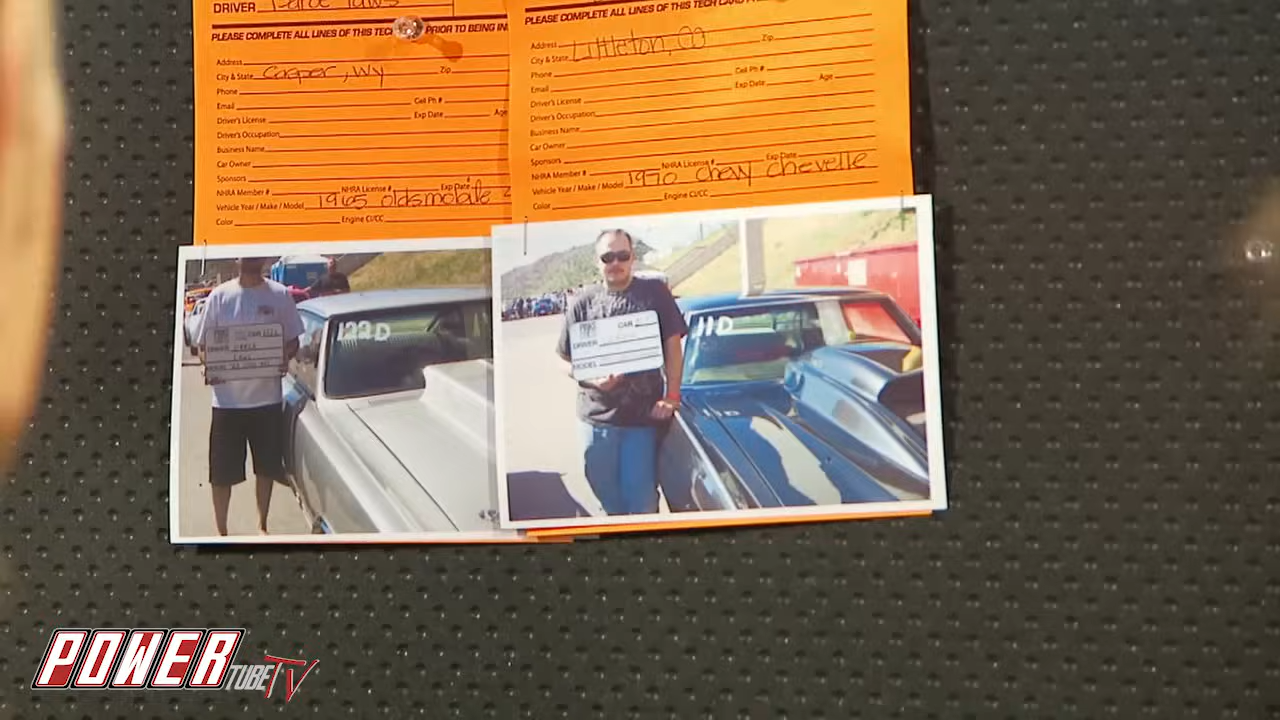 DRIVER
PLEASE COMPLETE ALL LINES OF THIS TECH PRIOR TO BEING IN
Address
City & State Casper, Wy Zip
Phone
Email Cell Ph #
Driver's License Exp Date Age
Driver's Occupation
Business Name
Car Owner
Sponsors
NHRA Member # NHRA License # Exp Date
Vehicle Year / Make / Model 1965 Oldsmobile
Color Engine CI/CC
PLEASE COMPLETE ALL LINES OF THIS TECH CARD
Address
City & State Littleton, CO Zip
Phone
Email Cell Ph #
Driver's License Exp Date Age
Driver's Occupation
Business Name
Car Owner
Sponsors
NHRA Member # NHRA License # Exp Date
Vehicle Year / Make / Model 1970 Chevy Chevelle
Color Engine CI/CC
122D
CAR
DRIVER
MODEL
11D
11D
POWER TUBE TV